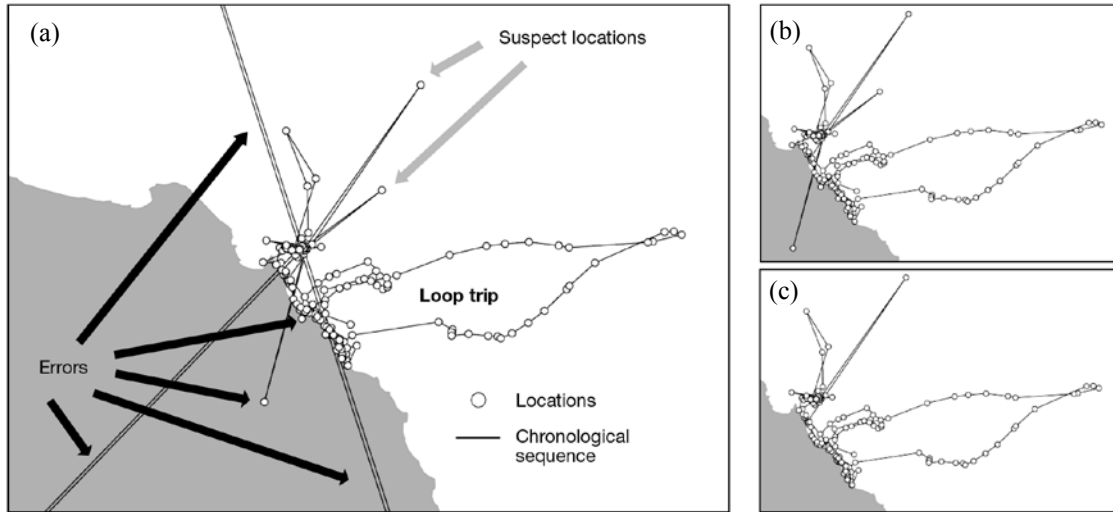 (a)
Suspect locations
Loop trip
Errors
Locations
Chronological
sequence
(b)
(c)